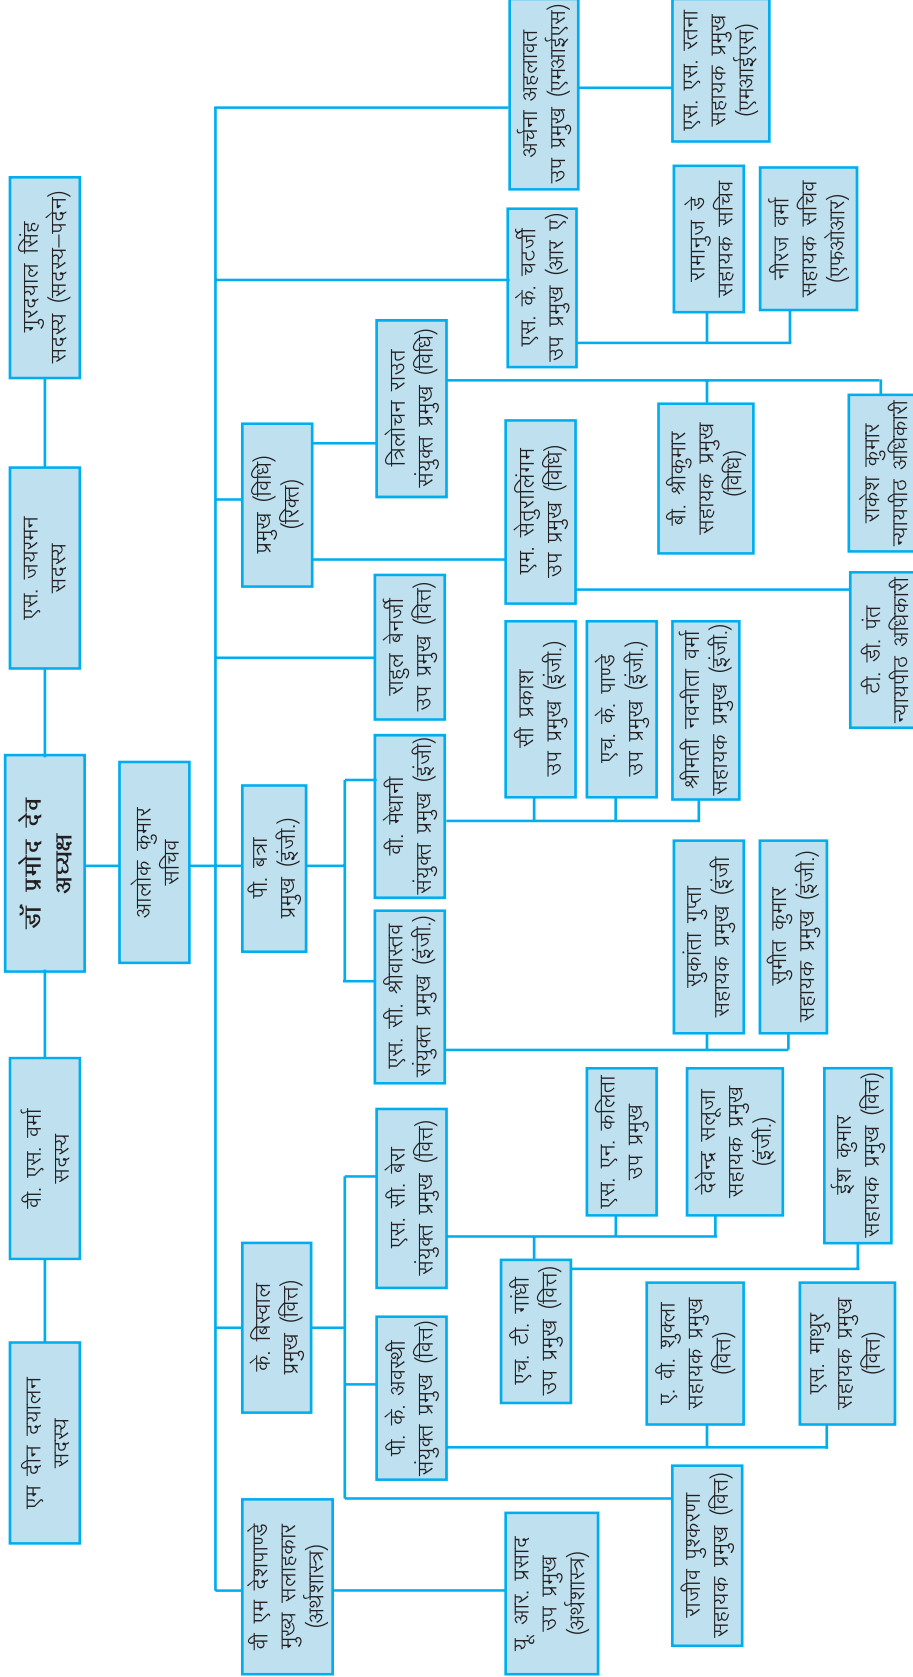 एम दीन दयालन
सदस्य
वी. एस. वर्मा
सदस्य
डॉ प्रमोद देव
अध्यक्ष
एस. जयरमन
सदस्य
गुरदयाल सिंह
सदस्य (सदस्य–पदेन)
आलोक कुमार
सचिव
वी एम देशपाण्डे
मुख्य सलाहकार
(अर्थशास्त्र)
के. बिस्वाल
प्रमुख (वित्त)
पी. बत्रा
प्रमुख (इंजी.)
प्रमुख (विधि)
(रिक्त)
पी. के. अवस्थी
संयुक्त प्रमुख (वित्त)
एस. सी. बेरा
संयुक्त प्रमुख (वित्त)
एस. सी. श्रीवास्तव
संयुक्त प्रमुख (इंजी.)
वी. मेधानी
संयुक्त प्रमुख (इंजी)
राहुल बेनर्जी
उप प्रमुख (वित्त)
त्रिलोचन राउत
संयुक्त प्रमुख (विधि)
यू. आर. प्रसाद
उप प्रमुख
(अर्थशास्त्र)
एच. टी. गांधी
उप प्रमुख (वित्त)
सी प्रकाश
उप प्रमुख (इंजी.)
एम. सेतुरालिंगम
उप प्रमुख (विधि)
एस. के. चटर्जी
उप प्रमुख (आर ए)
अर्चना अहलावत
उप प्रमुख (एमआईएस)
एस. एन. कलिता
उप प्रमुख
एच. के. पाण्डे
उप प्रमुख (इंजी.)
राजीव पुश्करणा
सहायक प्रमुख (वित्त)
ए. वी. शुक्ला
सहायक प्रमुख
(वित्त)
देवेन्द्र सलूजा
सहायक प्रमुख
(इंजी.)
सुकांता गुप्ता
सहायक प्रमुख (इंजी
श्रीमती नवनीता वर्मा
सहायक प्रमुख (इंजी.)
बी. श्रीकुमार
सहायक प्रमुख
(विधि)
रामानुज डे
सहायक सचिव
एस. एस. रतना
सहायक प्रमुख
(एमआईएस)
एस. माथुर
सहायक प्रमुख
(वित्त)
ईश कुमार
सहायक प्रमुख (वित्त)
सुमीत कुमार
सहायक प्रमुख (इंजी.)
टी. डी. पंत
न्यायपीठ अधिकारी
राकेश कुमार
न्यायपीठ अधिकारी
नीरज वर्मा
सहायक सचिव
(एफओआर)